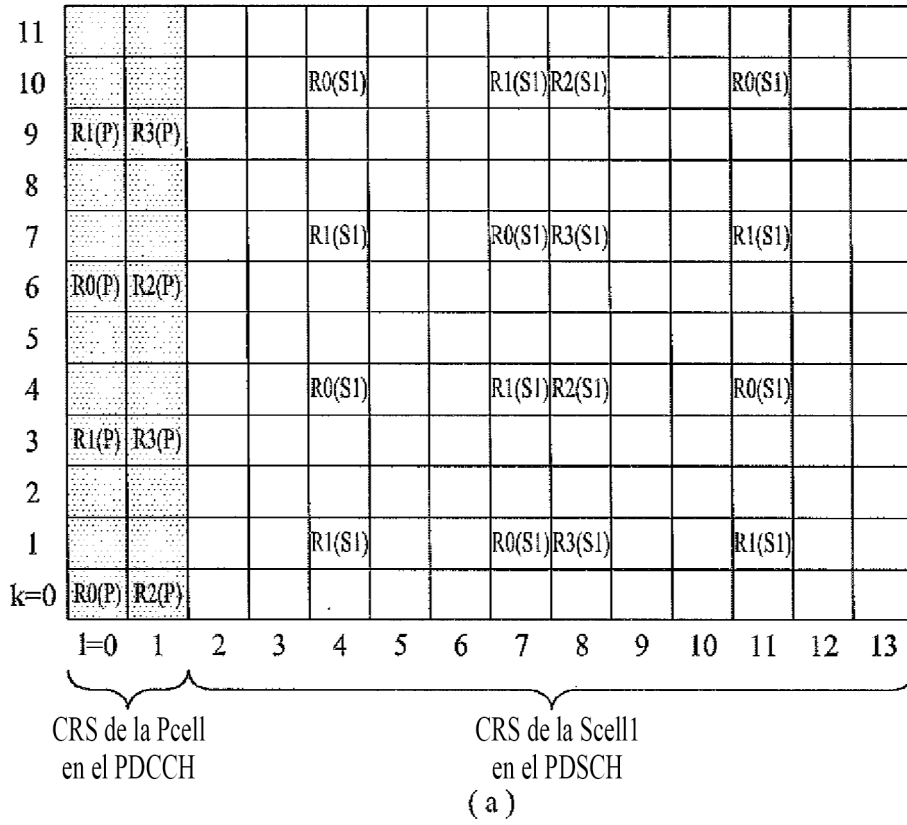 11
10 R0(S1) R1(S1) R2(S1) R0(S1)
9 R1(P) R3(P)
8
7 R1(S1) R0(S1) R3(S1) R1(S1)
6 R0(P) R2(P)
5
4 R0(S1) R1(S1) R2(S1) R0(S1)
3 R1(P) R3(P)
2
1 R1(S1) R0(S1) R3(S1) R1(S1)
k=0 R0(P) R2(P)
l=0 1 2 3 4 5 6 7 8 9 10 11 12 13
CRS de la Pcell
en el PDCCH
CRS de la Scell1
en el PDSCH
(a)